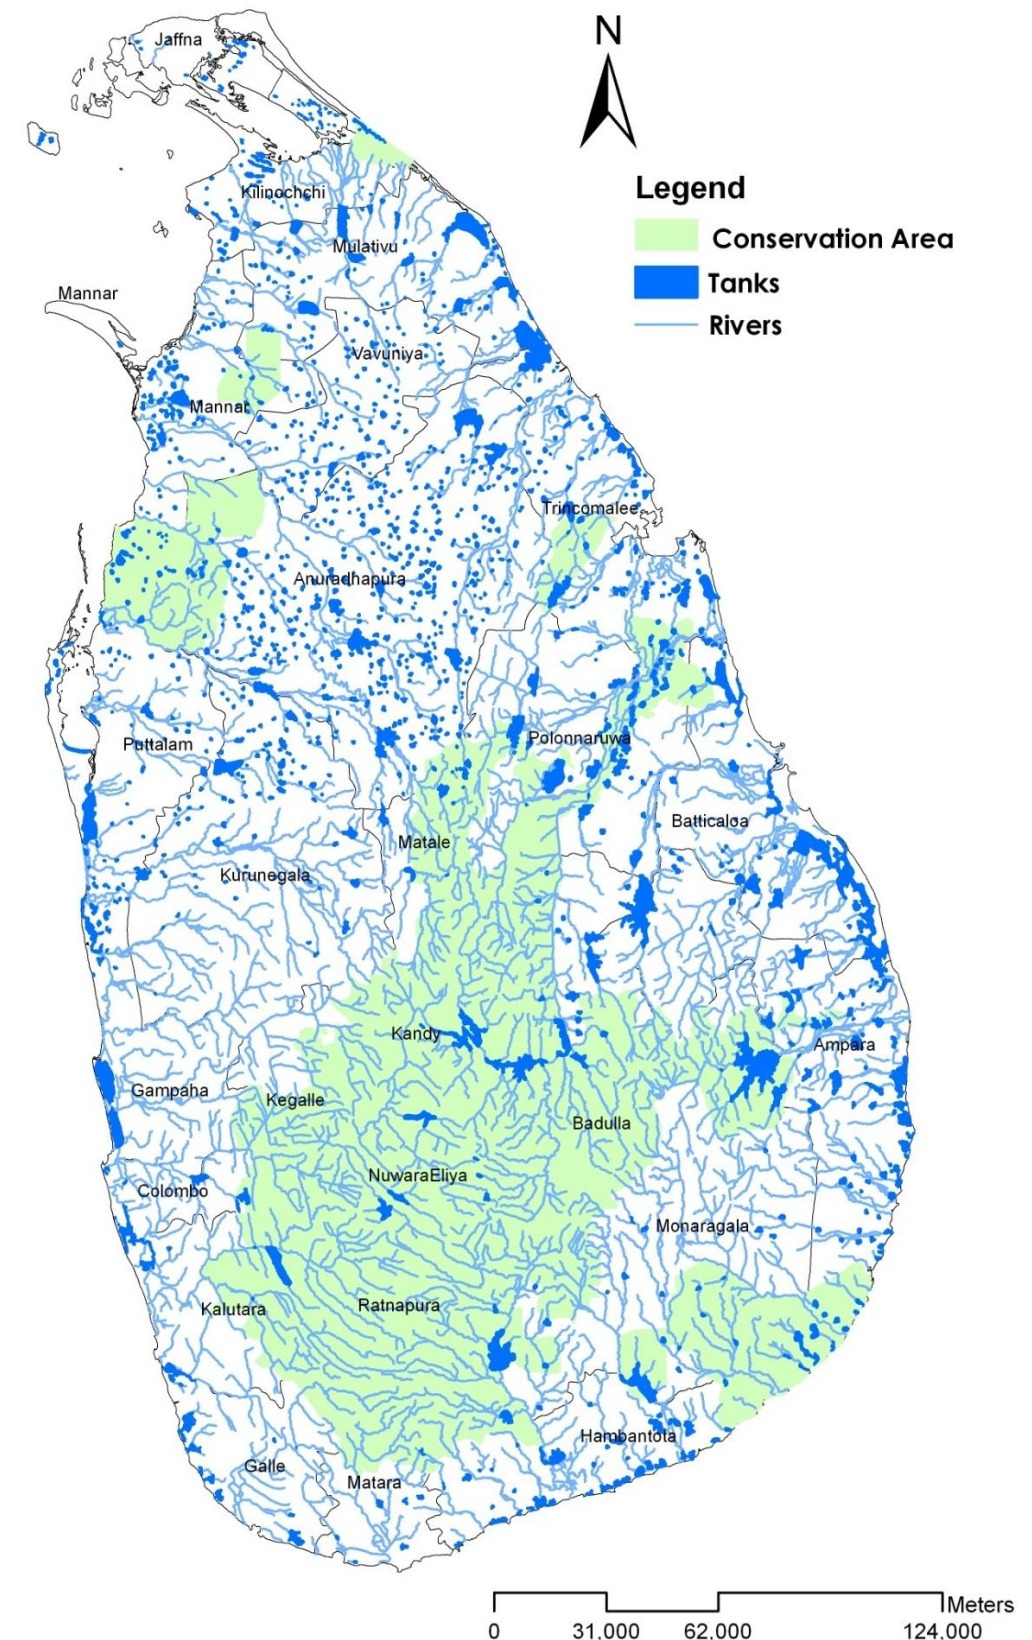 Jaffna
N
Legend
Conservation Area
Tanks
Rivers
Kilinochchi
Mulativu
Mannar
Vavuniya
Mannar
Trincomalee
Anuradhapura
Puttalam
Polonnaruwa
Batticaloa
Matale
Kurunegala
Kandy
Ampara
Gampaha
Kegalle
Badulla
NuwaraEliya
Colombo
Monaragala
Kalutara
Ratnapura
Hambantota
Galle
Matara
Meters
0 31,000 62,000 124,000